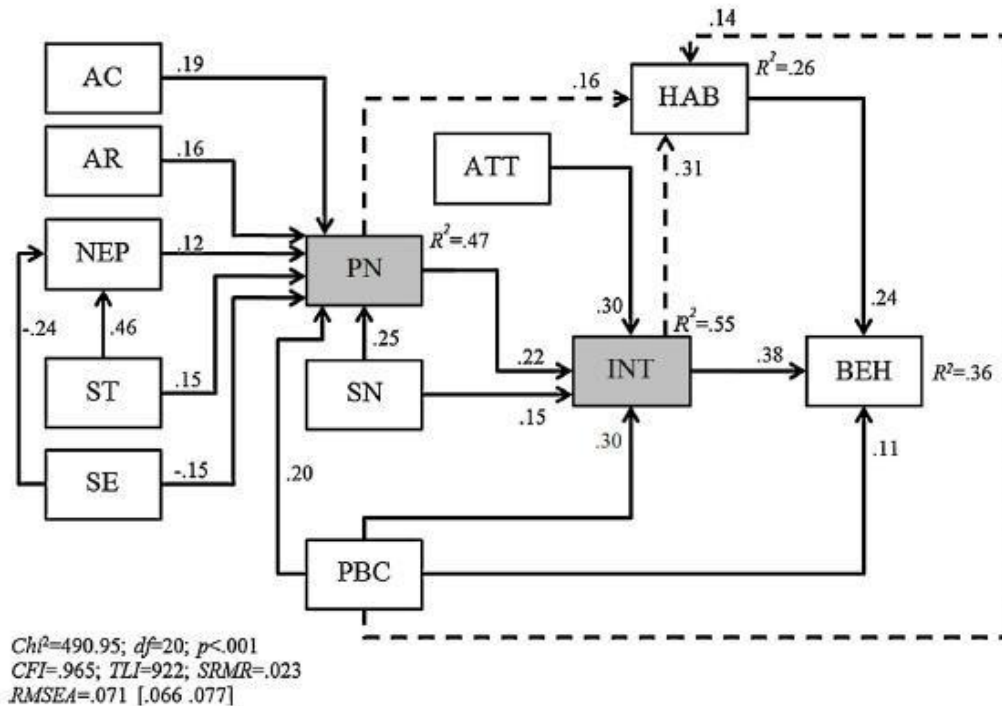 .14
AC
.19
HAB
R²=.26
.16
AR
.16
ATT
.31
NEP
.12
PN
R²=.47
-.24
.46
.30
.24
ST
.15
.25
SN
.22
.15
INT
R²=.55
.38
BEH
R²=.36
SE
-.15
.20
.30
.11
PBC
Chi²=490.95; df=20; p<.001
CFI=.965; TLI=922; SRMR=.023
RMSEA=.071 [.066 .077]